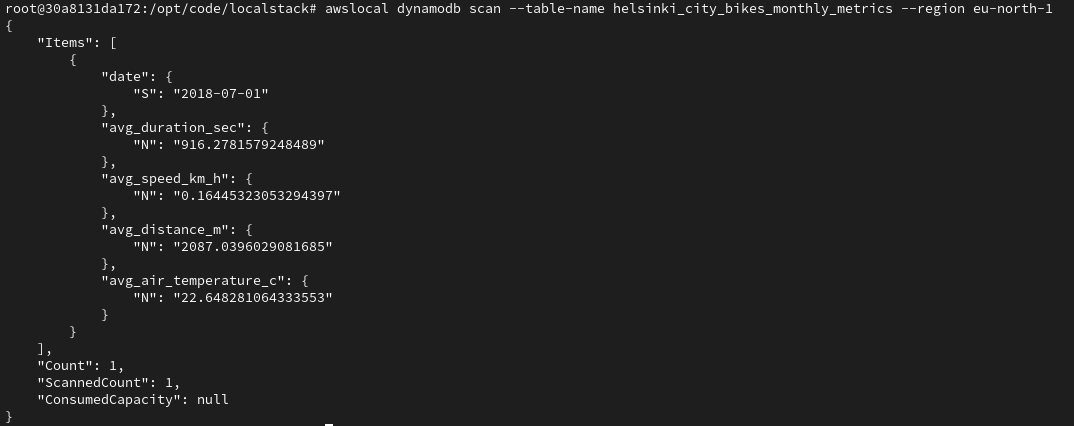 root@30a8131da172:/opt/code/localstack# awslocal dynamodb scan --table-name helsinki_city_bikes_monthly_metrics --region eu-north-1
{
    "Items": [
        {
            "date": {
                "S": "2018-07-01"
            },
            "avg_duration_sec": {
                "N": "916.2781579248489"
            },
            "avg_speed_km_h": {
                "N": "0.16445323053294397"
            },
            "avg_distance_m": {
                "N": "2087.0396029081685"
            },
            "avg_air_temperature_c": {
                "N": "22.648281064333553"
            }
        }
    ],
    "Count": 1,
    "ScannedCount": 1,
    "ConsumedCapacity": null
}